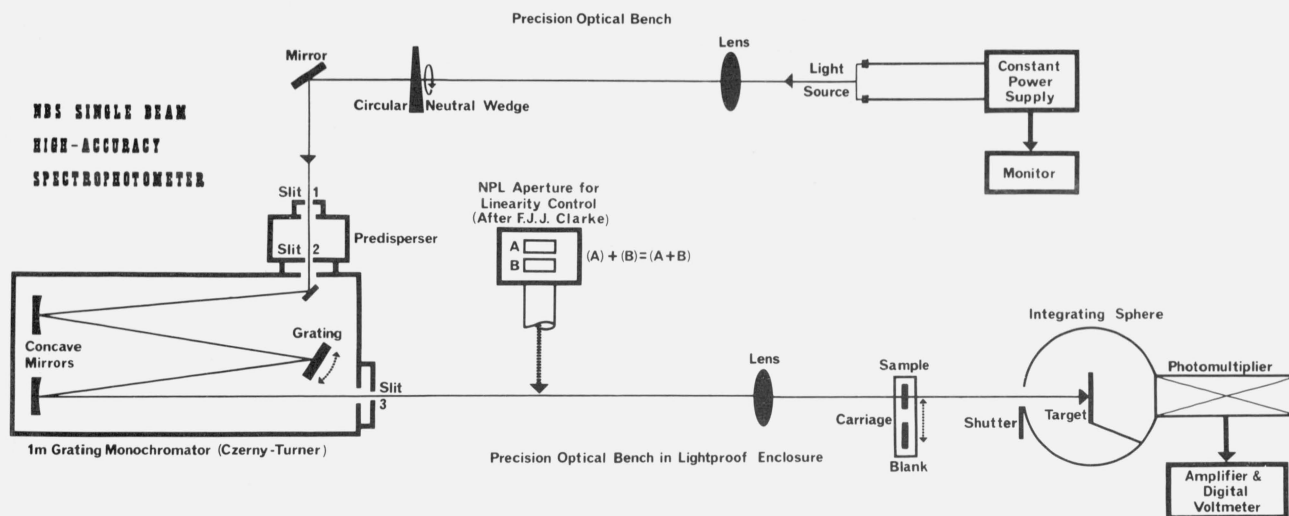 Precision Optical Bench
Mirror
Lens
Light
Source
Constant
Power
Supply
Circular Neutral Wedge
Monitor
NBS SINGLE BEAM
HIGH-ACCURACY
SPECTROPHOTOMETER
Slit 1
Predisperser
Slit 2
NPL Aperture for
Linearity Control
(After F.J.J. Clarke)
A
B
(A) + (B) = (A+B)
Grating
Concave
Mirrors
Slit
3
1m Grating Monochromator (Czerny-Turner)
Lens
Sample
Carriage
Blank
Precision Optical Bench in Lightproof Enclosure
Integrating Sphere
Shutter
Target
Photomultiplier
Amplifier &
Digital
Voltmeter